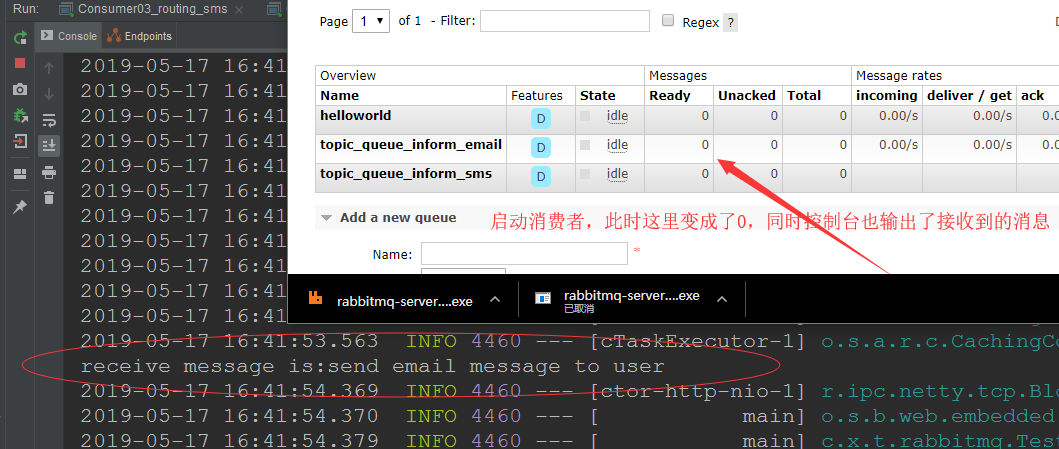 Run:
Consumer03_routing_sms
Console
Endpoints
Page 1 of 1 - Filter:
Regex ?
Overview Messages Message rates
Name Features State Ready Unacked Total incoming deliver / get ack
helloworld D idle 0 0 0 0.00/s 0.00/s 0.0
topic_queue_inform_email D idle 0 0 0 0.00/s 0.00/s 0.0
topic_queue_inform_sms D idle 0 0 0
Add a new queue
启动消费者，此时这里变成了0，同时控制台也输出了接收到的消息
Name: *
rabbitmq-server....exe
rabbitmq-server....exe
已取消
2019-05-17 16:41
2019-05-17 16:41
2019-05-17 16:41
2019-05-17 16:41
2019-05-17 16:41
2019-05-17 16:41
2019-05-17 16:41
2019-05-17 16:41
2019-05-17 16:41
2019-05-17 16:41
2019-05-17 16:41
2019-05-17 16:41:53.563 INFO 4460 --- [cTaskExecutor-1] o.s.a.r.c.CachingCo
receive message is:send email message to user
2019-05-17 16:41:54.369 INFO 4460 --- [ctor-http-nio-1] r.ipc.netty.tcp.Blo
2019-05-17 16:41:54.370 INFO 4460 --- [ main] o.s.b.web.embedded
2019-05-17 16:41:54.379 INFO 4460 --- [ main] c.x.t.rabbitmq.Test